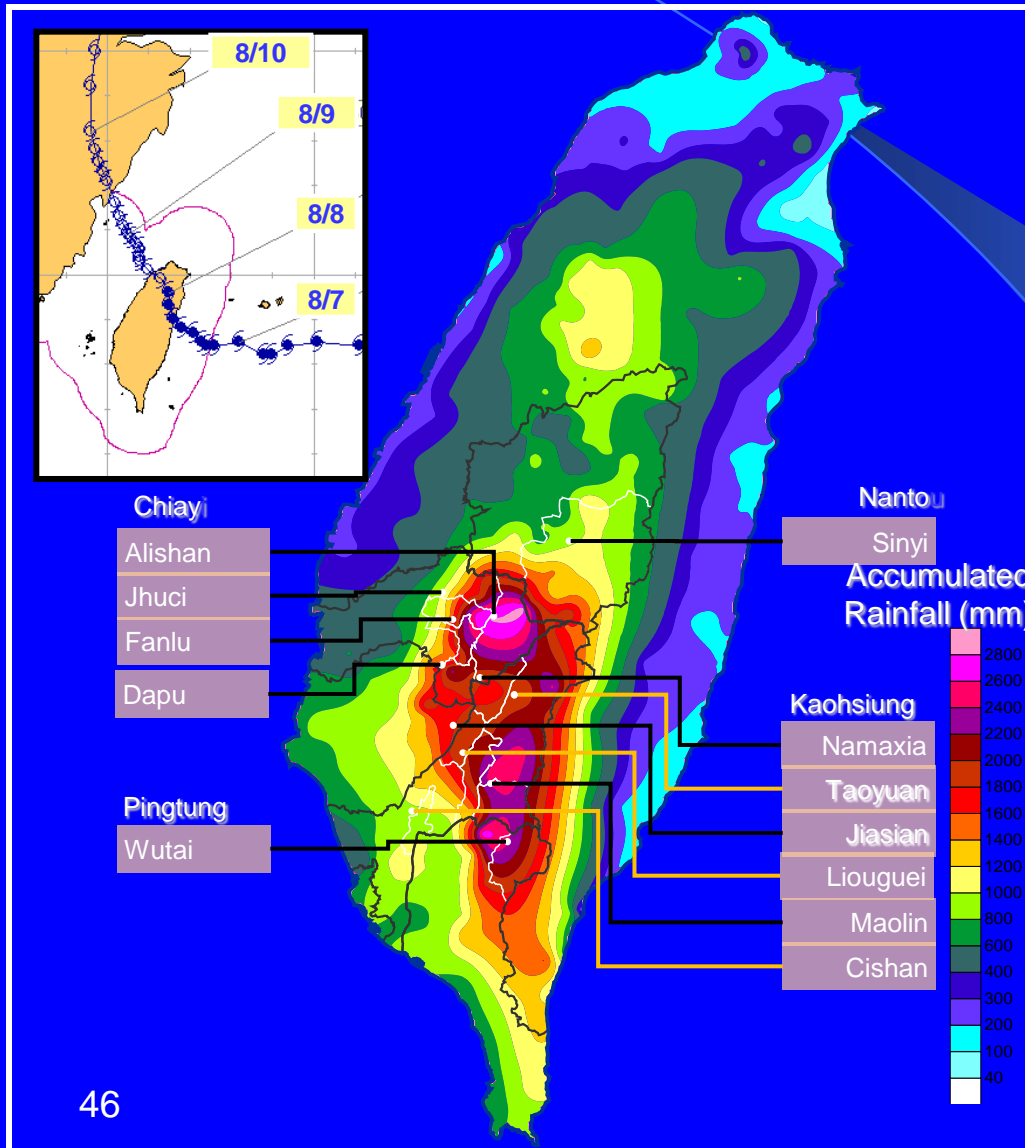 8/10
8/9
8/8
8/7
Chiayi
Alishan
Jhuci
Fanlu
Dapu
Pingtung
Wutai
Nantou
Sinyi
Accumulated
Rainfall (mm)
2800
2600
2400
2200
2000
1800
1600
1400
1200
1000
800
600
400
300
200
100
40
Kaohsiung
Namaxia
Taoyuan
Jiasian
Liouguei
Maolin
Cishan
46